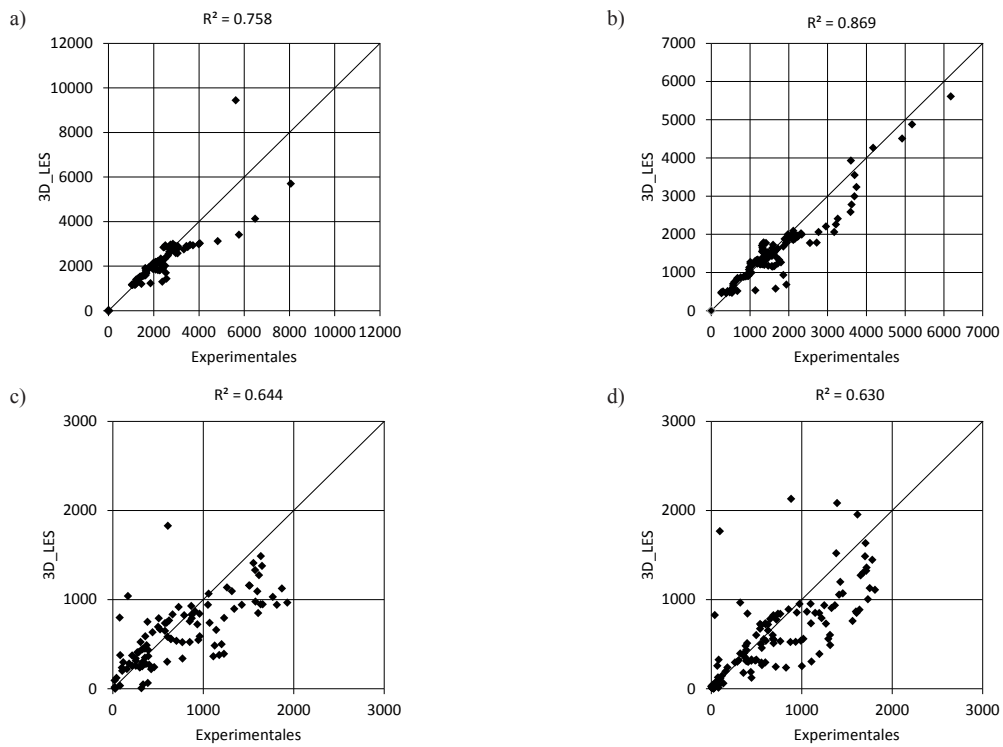 a)
R² = 0.758
12000
10000
8000
6000
4000
2000
0
3D_LES
0 2000 4000 6000 8000 10000 12000
Experimentales
b)
R² = 0.869
7000
6000
5000
4000
3000
2000
1000
0
3D_LES
0 1000 2000 3000 4000 5000 6000 7000
Experimentales
c)
R² = 0.644
3000
2000
1000
0
3D_LES
0 1000 2000 3000
Experimentales
d)
R² = 0.630
3000
2000
1000
0
3D_LES
0 1000 2000 3000
Experimentales